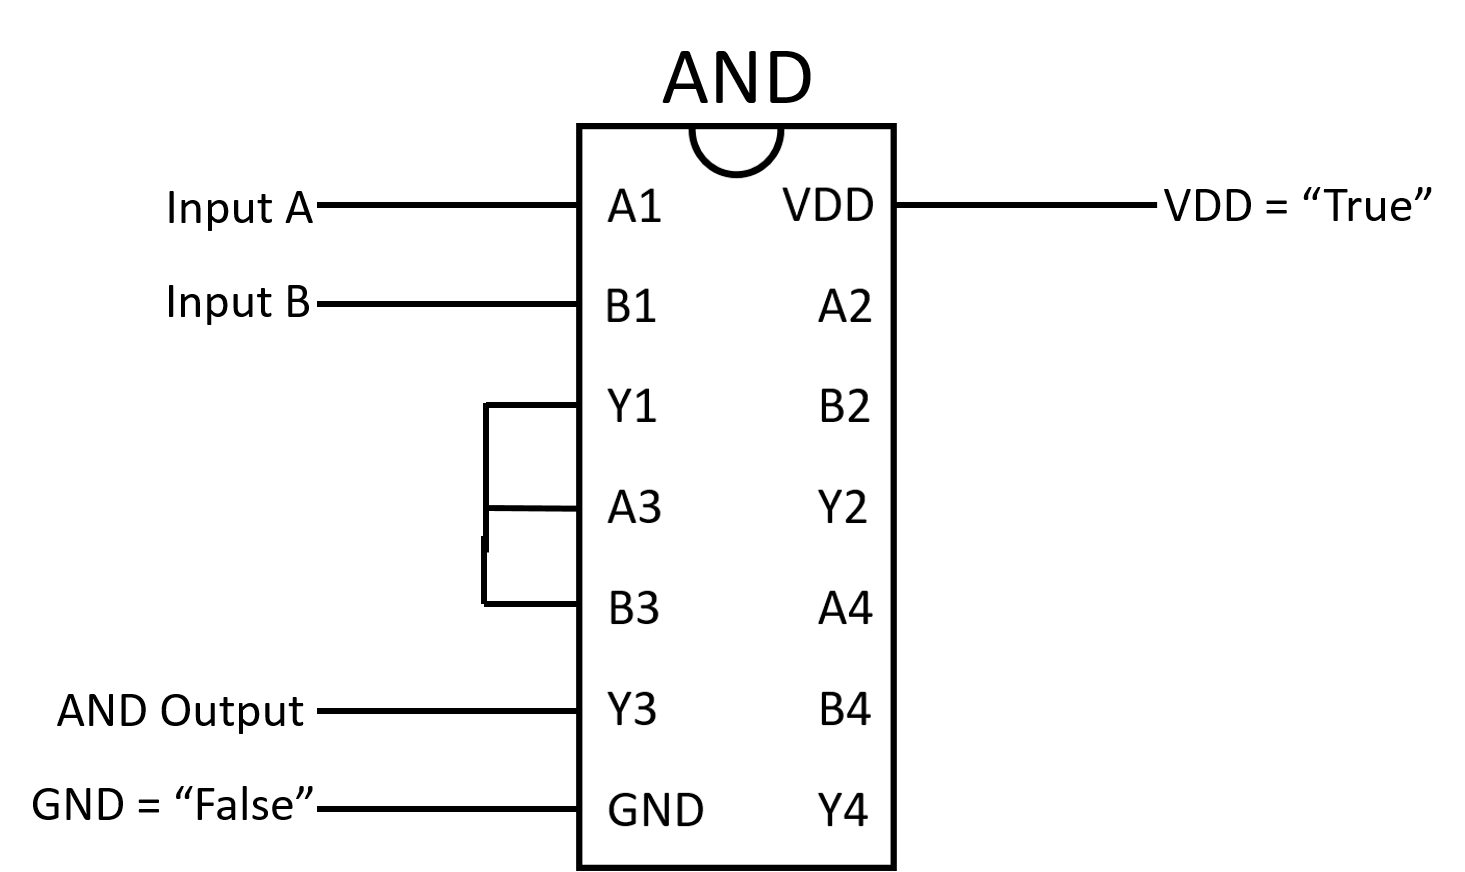 AND
Input A
A1
VDD
VDD = “True”
Input B
B1
A2
Y1
B2
A3
Y2
B3
A4
AND Output
Y3
B4
GND = “False”
GND
Y4